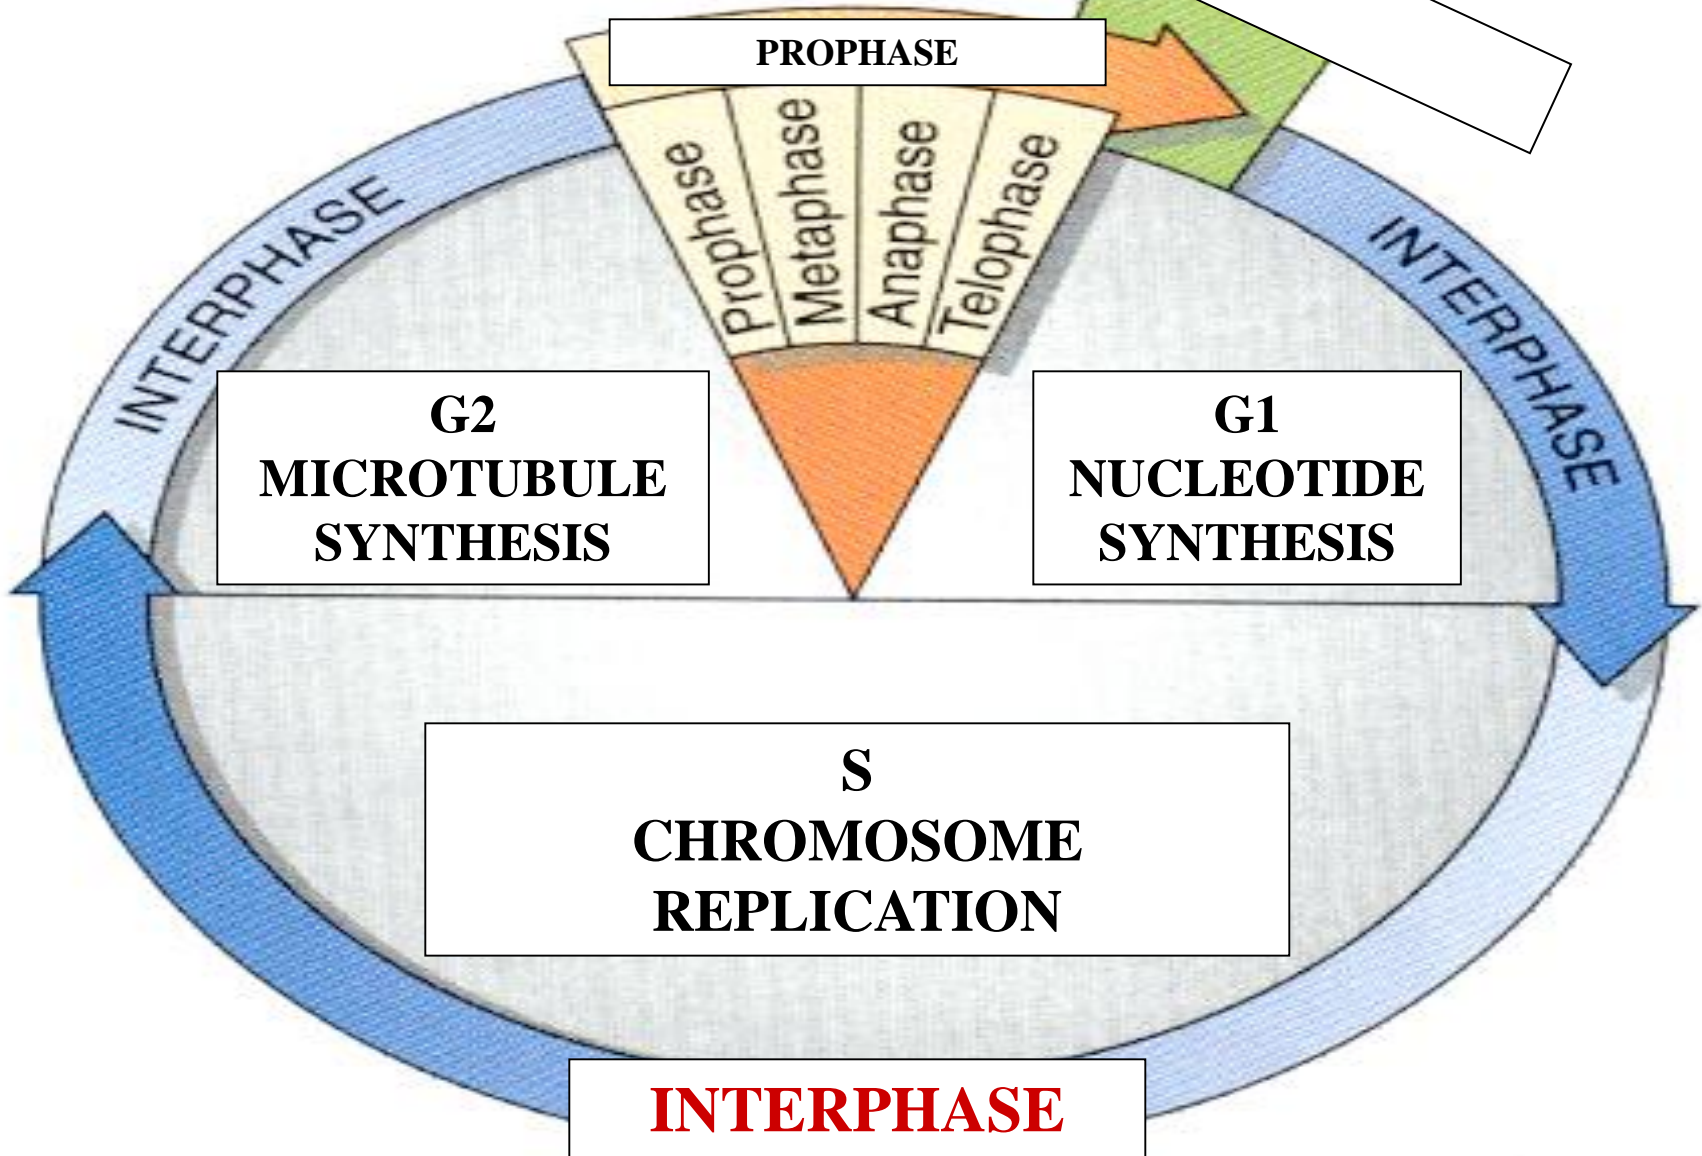 PROPHASE
Prophase
Metaphase
Anaphase
Telophase
INTERPHASE
INTERPHASE
G2
MICROTUBULE
SYNTHESIS
G1
NUCLEOTIDE
SYNTHESIS
S
CHROMOSOME
REPLICATION
INTERPHASE